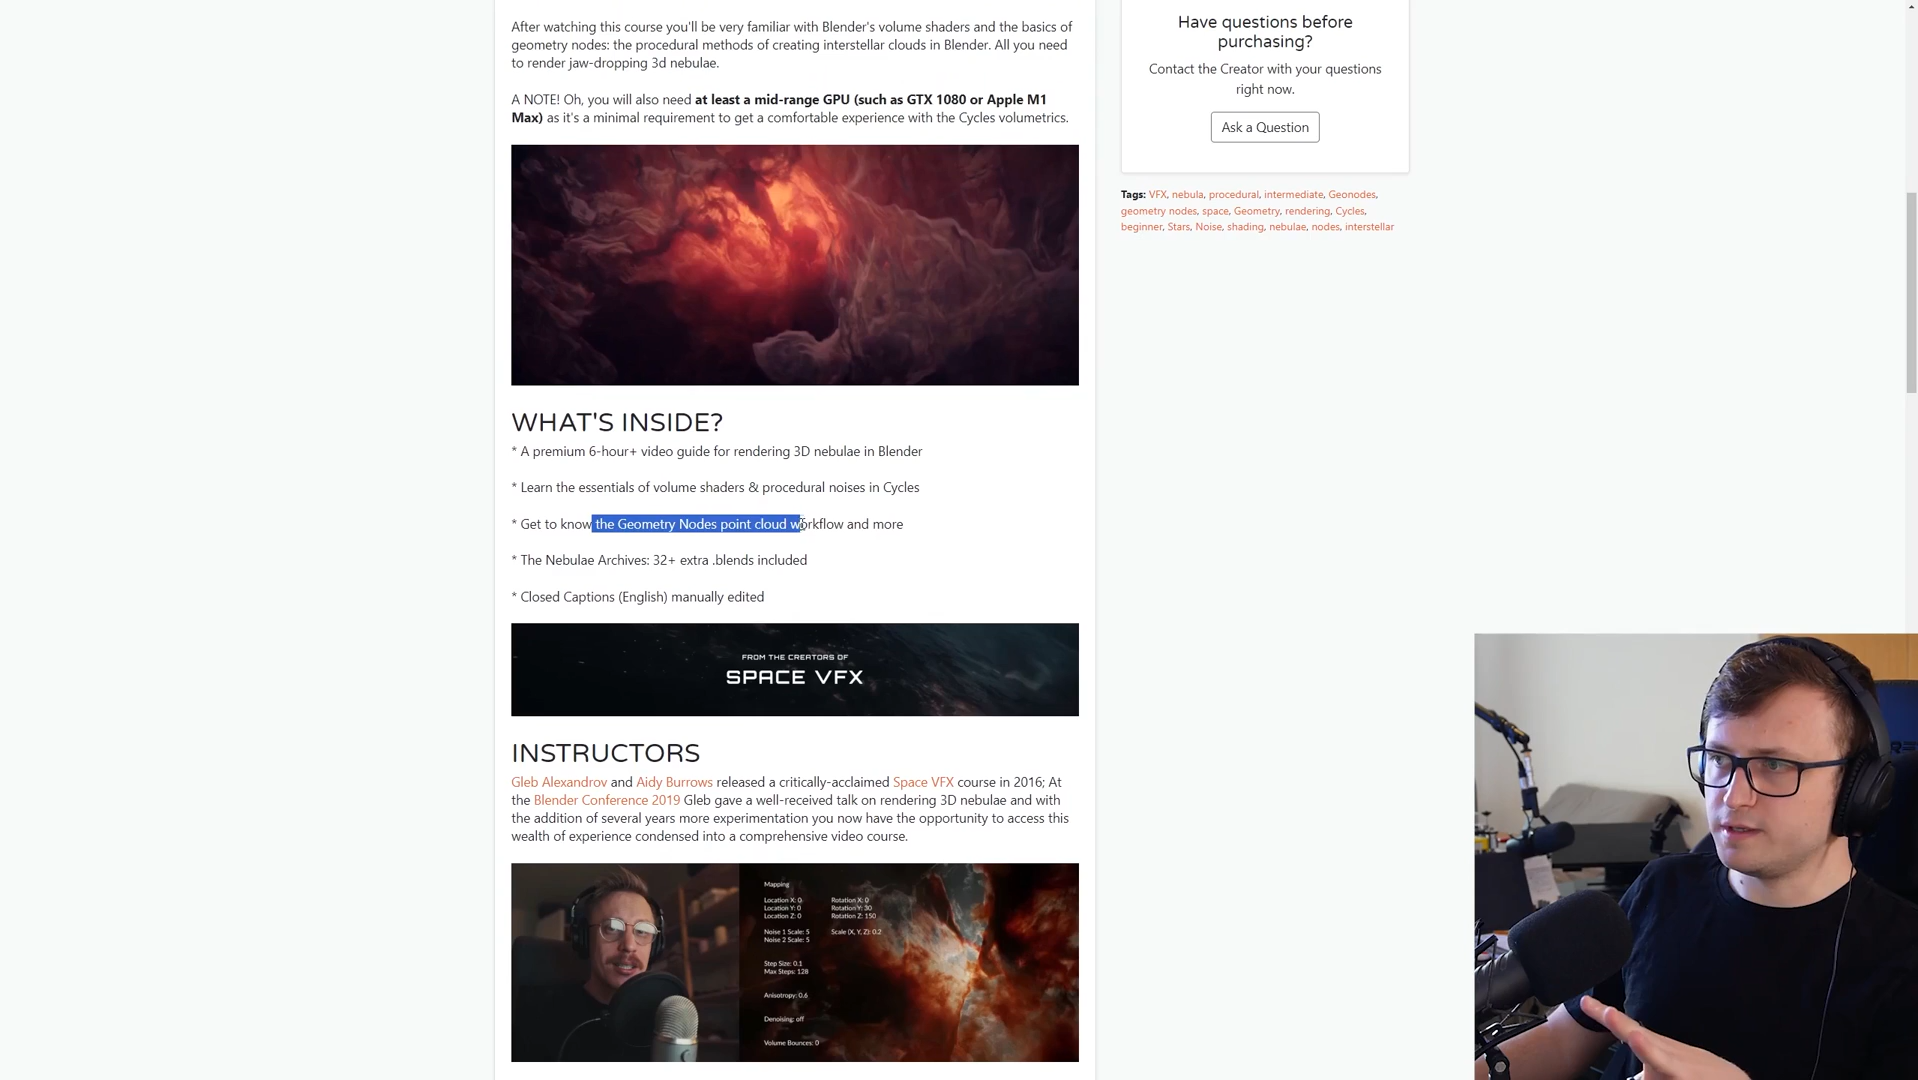 After watching this course you'll be very familiar with Blender's volume shaders and the basics of
geometry nodes: the procedural methods of creating interstellar clouds in Blender. All you need
to render jaw-dropping 3d nebulae.
A NOTE! Oh, you will also need at least a mid-range GPU (such as GTX 1080 or Apple M1
Max) as it's a minimal requirement to get a comfortable experience with the Cycles volumetrics.
WHAT'S INSIDE?
* A premium 6-hour+ video guide for rendering 3D nebulae in Blender
* Learn the essentials of volume shaders & procedural noises in Cycles
* Get to know the Geometry Nodes point cloud workflow and more
* The Nebulae Archives: 32+ extra .blends included
* Closed Captions (English) manually edited
FROM THE CREATORS OF
SPACE VFX
INSTRUCTORS
Gleb Alexandrov and Aidy Burrows released a critically-acclaimed Space VFX course in 2016; At
the Blender Conference 2019 Gleb gave a well-received talk on rendering 3D nebulae and with
the addition of several years more experimentation you now have the opportunity to access this
wealth of experience condensed into a comprehensive video course.
Mapping
Location X: 0
Location Y: 0
Location Z: 0
Rotation X: 0
Rotation Y: 30
Rotation Z: 150
Noise 1 Scale: 5
Noise 2 Scale: 5
Scale (X, Y, Z): 0.2
Step Size: 0.1
Max Steps: 128
Anisotropy: 0.6
Denoising: off
Volume Bounces: 0
Have questions before
purchasing?
Contact the Creator with your questions
right now.
Ask a Question
Tags: VFX, nebula, procedural, intermediate, Geonodes,
geometry nodes, space, Geometry, rendering, Cycles,
beginner, Stars, Noise, shading, nebulae, nodes, interstellar